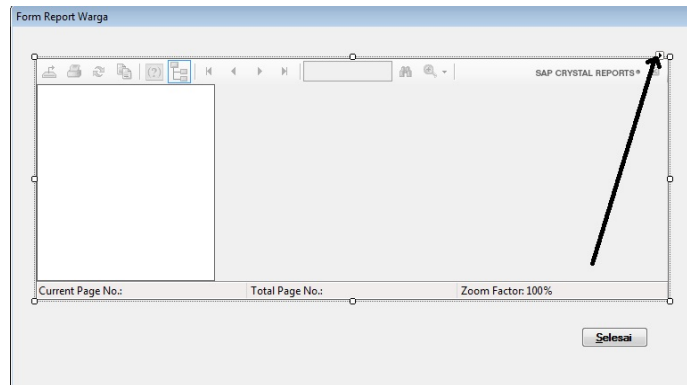 Form Report Warga
(?)
SAP CRYSTAL REPORTS®
Current Page No.: Total Page No.: Zoom Factor: 100%
Selesai